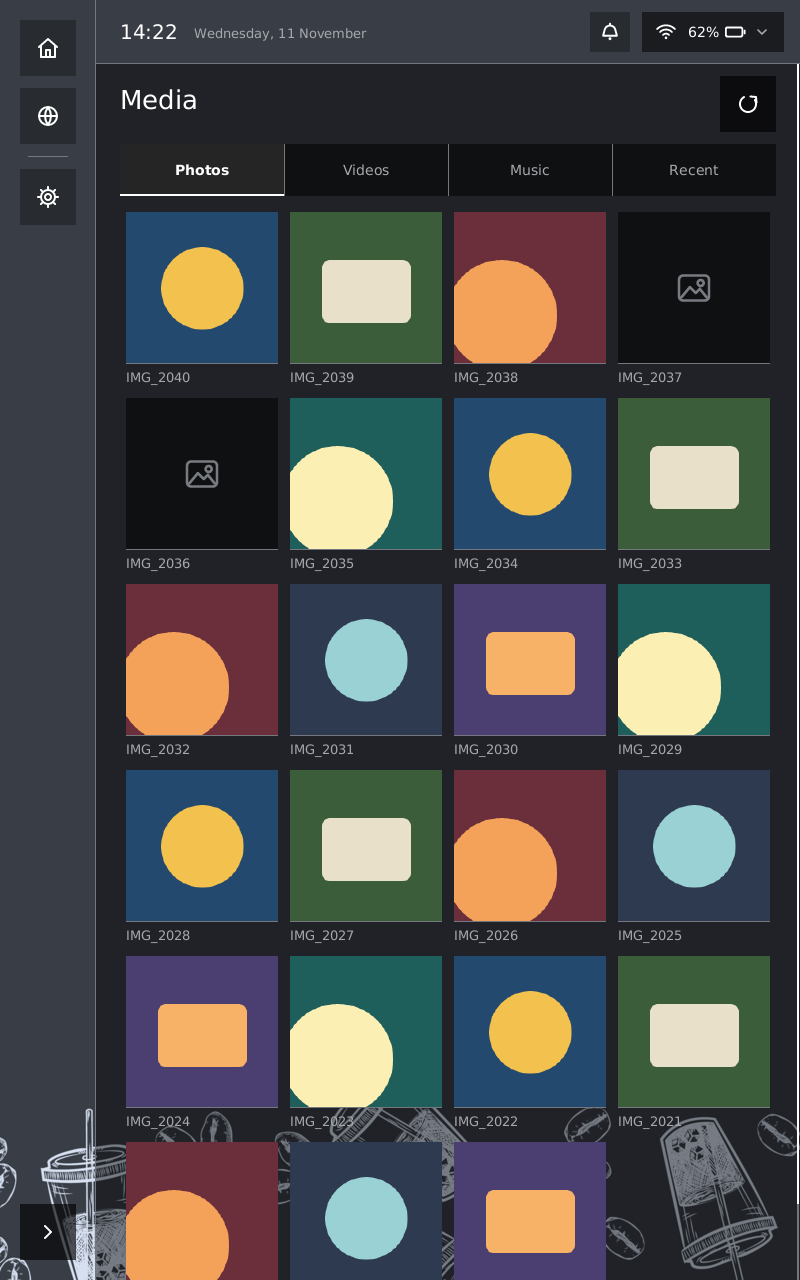 14:22 Wednesday, 11 November 62%
Media
Photos Videos Music Recent
IMG_2040 IMG_2039 IMG_2038 IMG_2037
IMG_2036 IMG_2035 IMG_2034 IMG_2033
IMG_2032 IMG_2031 IMG_2030 IMG_2029
IMG_2028 IMG_2027 IMG_2026 IMG_2025
IMG_2024 IMG_2023 IMG_2022 IMG_2021